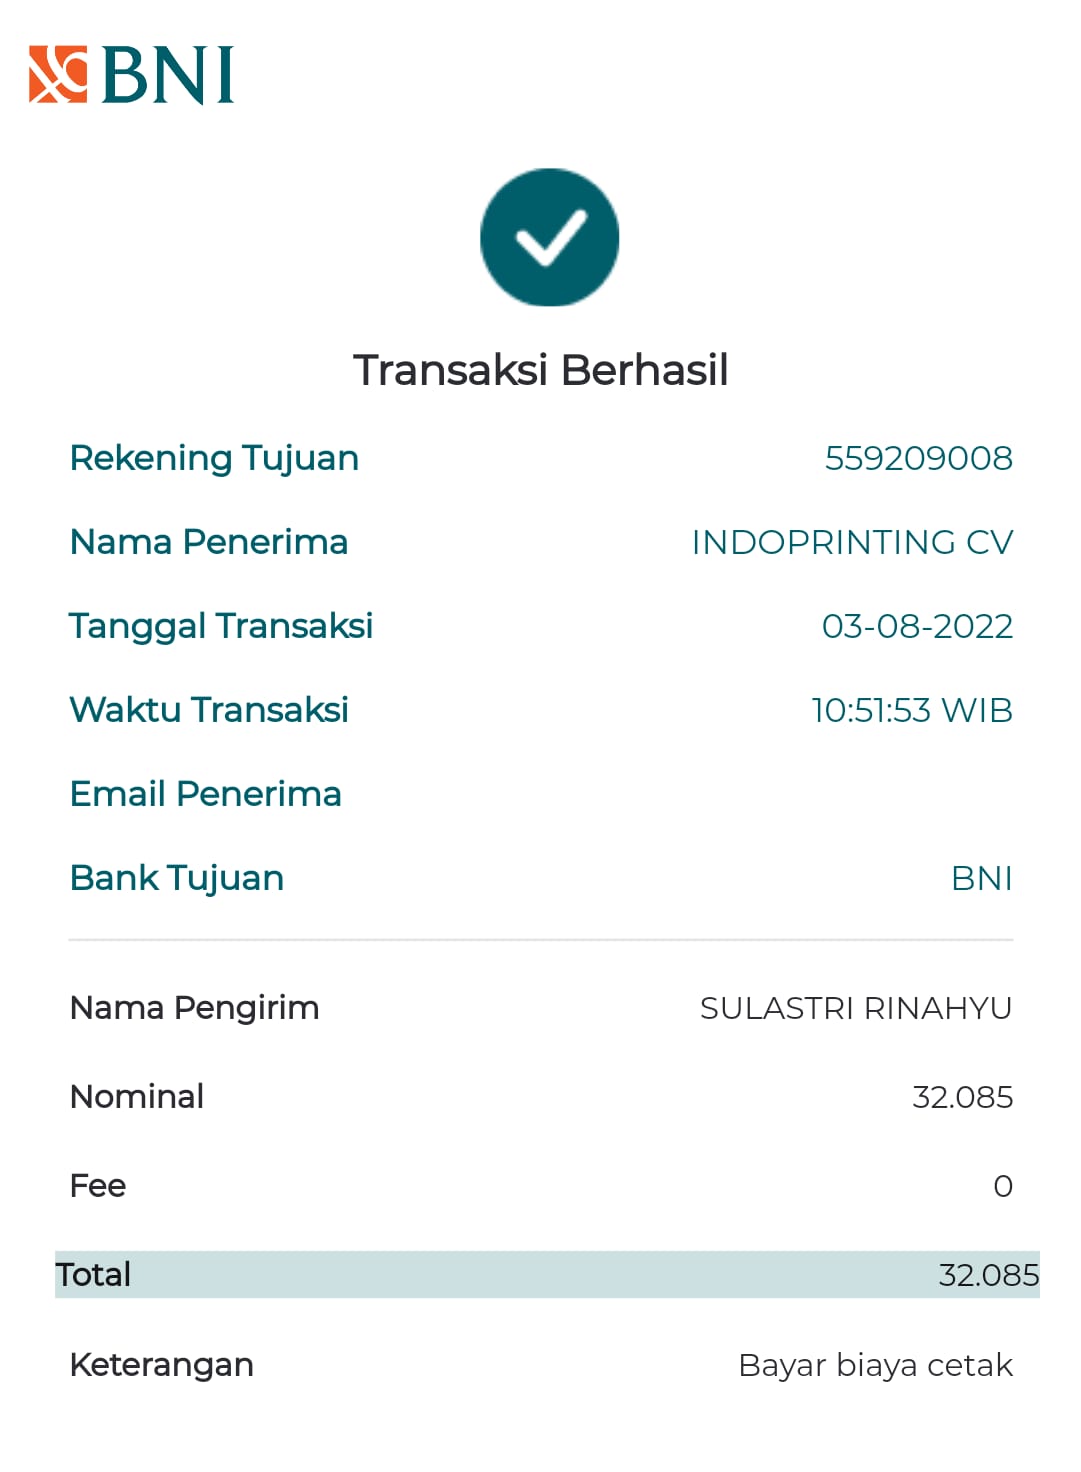 BNI
Transaksi Berhasil
Rekening Tujuan 559209008
Nama Penerima INDOPRINTING CV
Tanggal Transaksi 03-08-2022
Waktu Transaksi 10:51:53 WIB
Email Penerima
Bank Tujuan BNI
Nama Pengirim SULASTRI RINAHYU
Nominal 32.085
Fee 0
Total 32.085
Keterangan Bayar biaya cetak